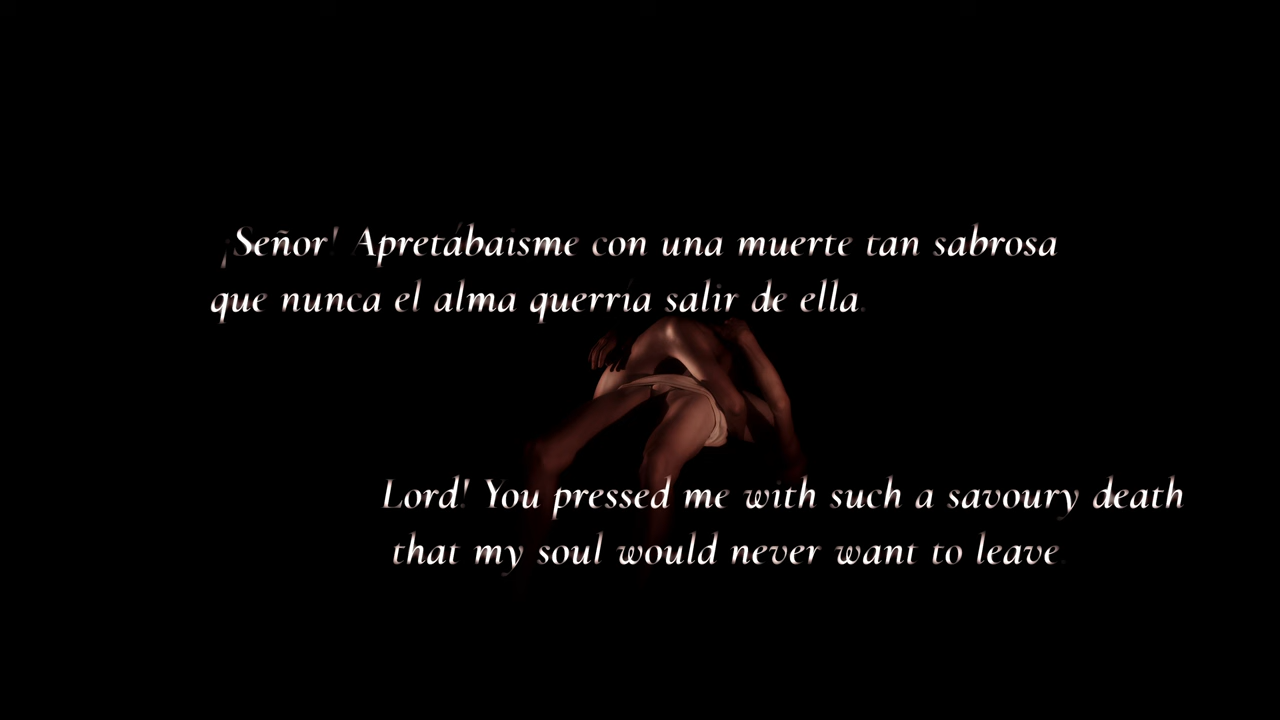 ¡Señor! Apretábaisme con una muerte tan sabrosa
que nunca el alma querría salir de ella.
Lord! You pressed me with such a savoury death
that my soul would never want to leave.